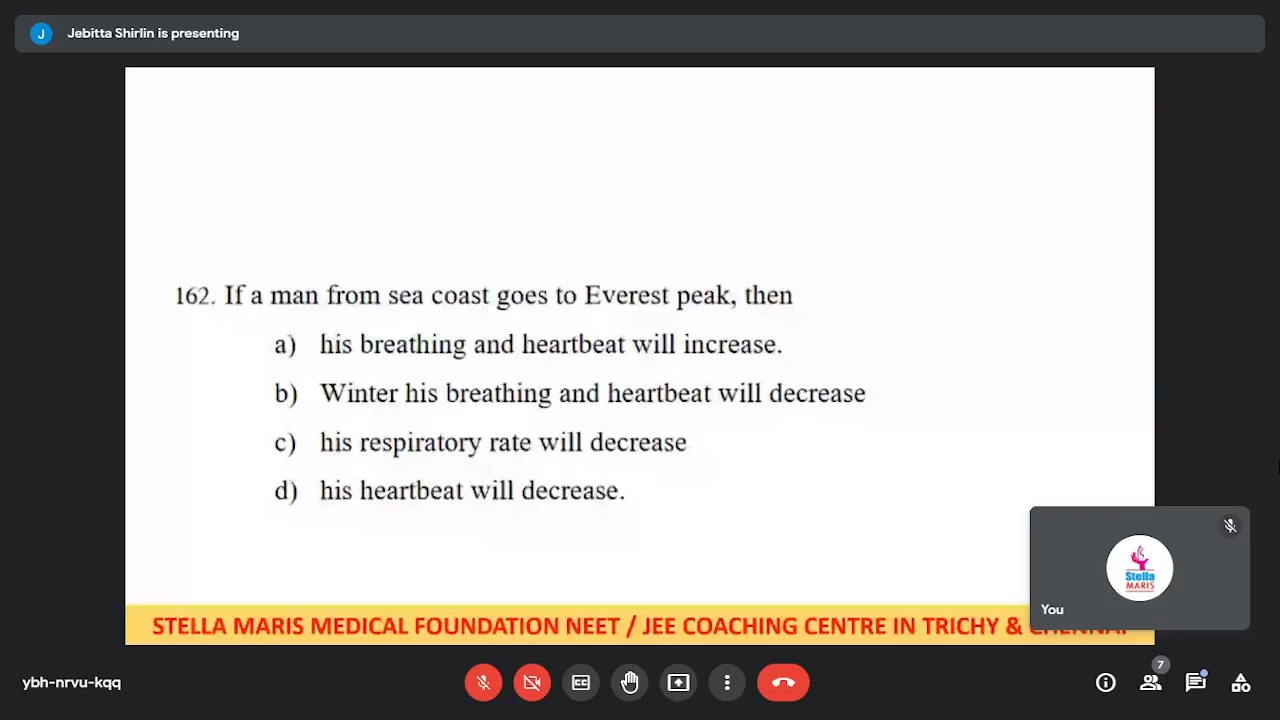 J Jebitta Shirlin is presenting
162. If a man from sea coast goes to Everest peak, then
a) his breathing and heartbeat will increase.
b) Winter his breathing and heartbeat will decrease
c) his respiratory rate will decrease
d) his heartbeat will decrease.
Stella
MARIS
You
STELLA MARIS MEDICAL FOUNDATION NEET / JEE COACHING CENTRE IN TRICHY &
ybh-nrvu-kqq
7